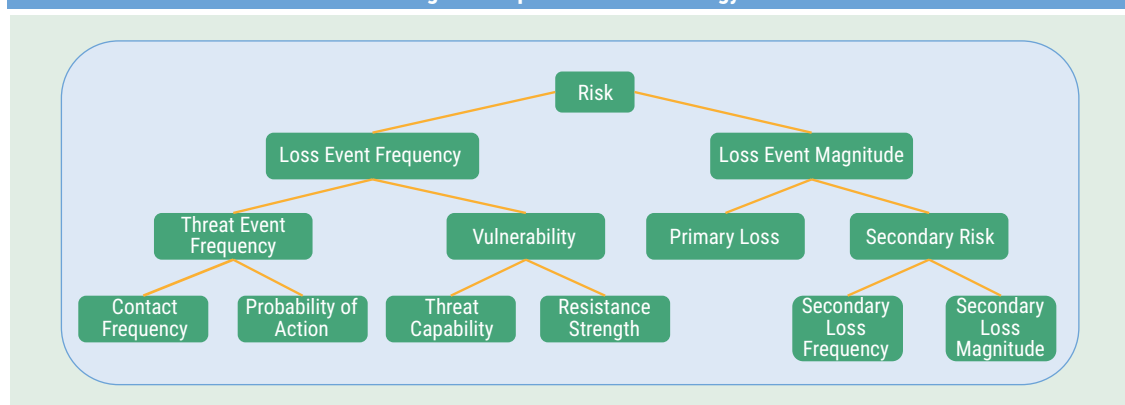 Risk
Loss Event Frequency
Loss Event Magnitude
Threat Event
Frequency
Vulnerability
Primary Loss
Secondary Risk
Contact
Frequency
Probability of
Action
Threat
Capability
Resistance
Strength
Secondary
Loss
Frequency
Secondary
Loss
Magnitude